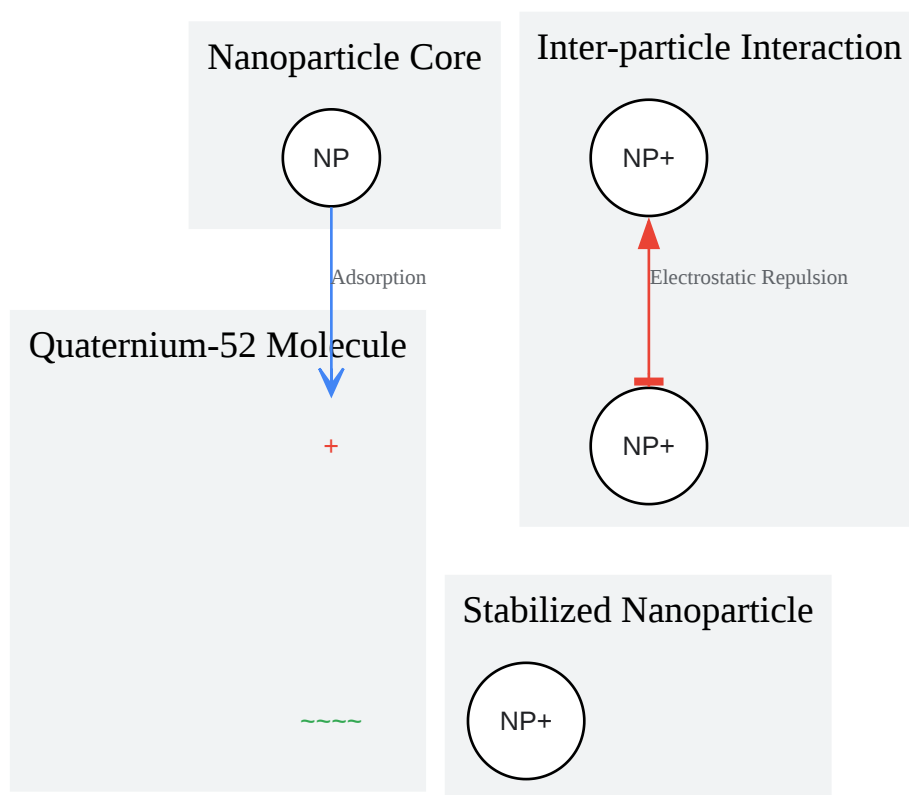 Nanoparticle Core
NP
Adsorption
Quaternium-52 Molecule
+
~~~~
Inter-particle Interaction
NP+
Electrostatic Repulsion
NP+
Stabilized Nanoparticle
NP+